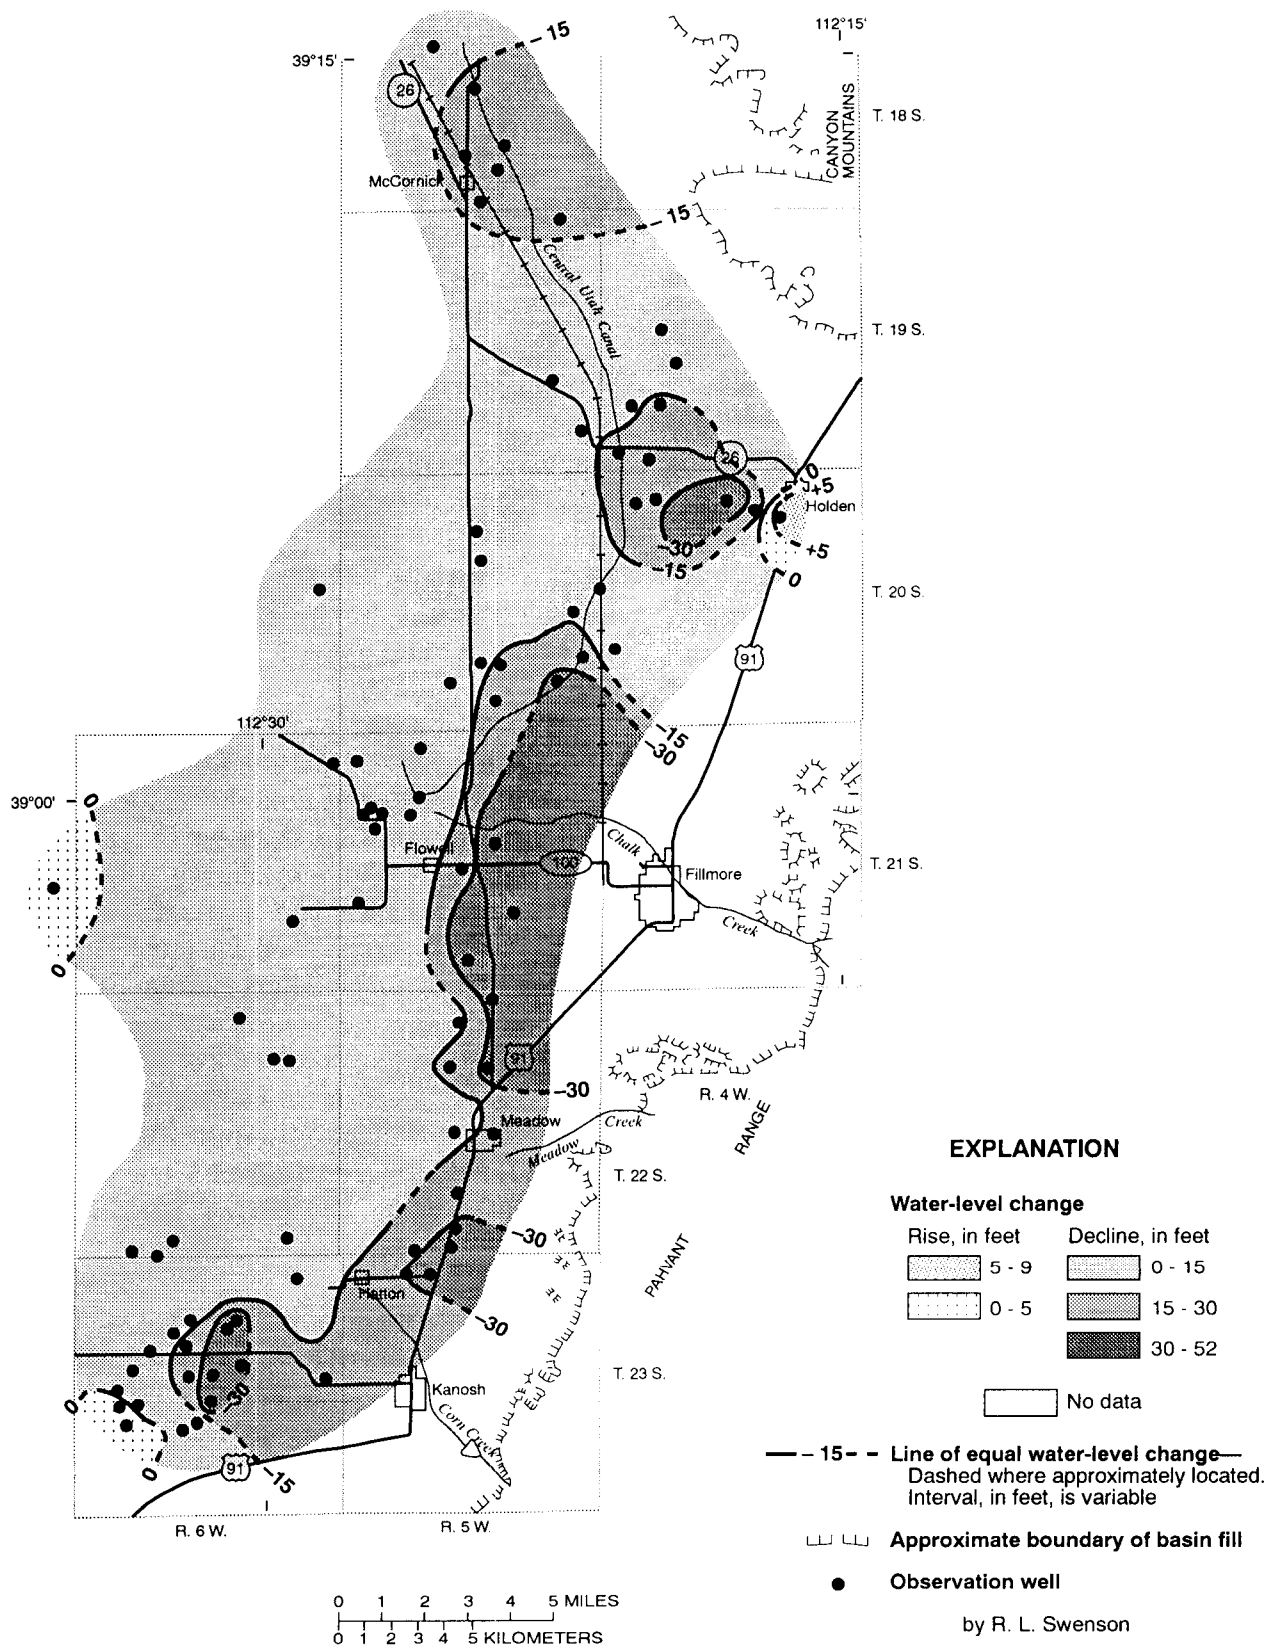 112°15'
39°15'
-15
26
CANYON MOUNTAINS
T. 18 S.
McCornick
-15
Central Utah Canal
T. 19 S.
26
0
+5
Holden
-30
-15
+5
0
T. 20 S.
91
-15
-30
112°30'
39°00'
0
Flowell
100
Chalk
Fillmore
T. 21 S.
Creek
0
91
-30
R. 4 W.
Meadow
Creek
Meadow
RANGE
T. 22 S.
-30
PAHVANT
Hatton
-30
T. 23 S.
Kanosh
0
-30
Corn Creek
0
91
-15
R. 6 W.
R. 5 W.
EXPLANATION
Water-level change
Rise, in feet
Decline, in feet
5 - 9
0 - 15
0 - 5
15 - 30
30 - 52
No data
- 15 - Line of equal water-level change—
Dashed where approximately located.
Interval, in feet, is variable
Approximate boundary of basin fill
Observation well
by R. L. Swenson
0 1 2 3 4 5 MILES
0 1 2 3 4 5 KILOMETERS